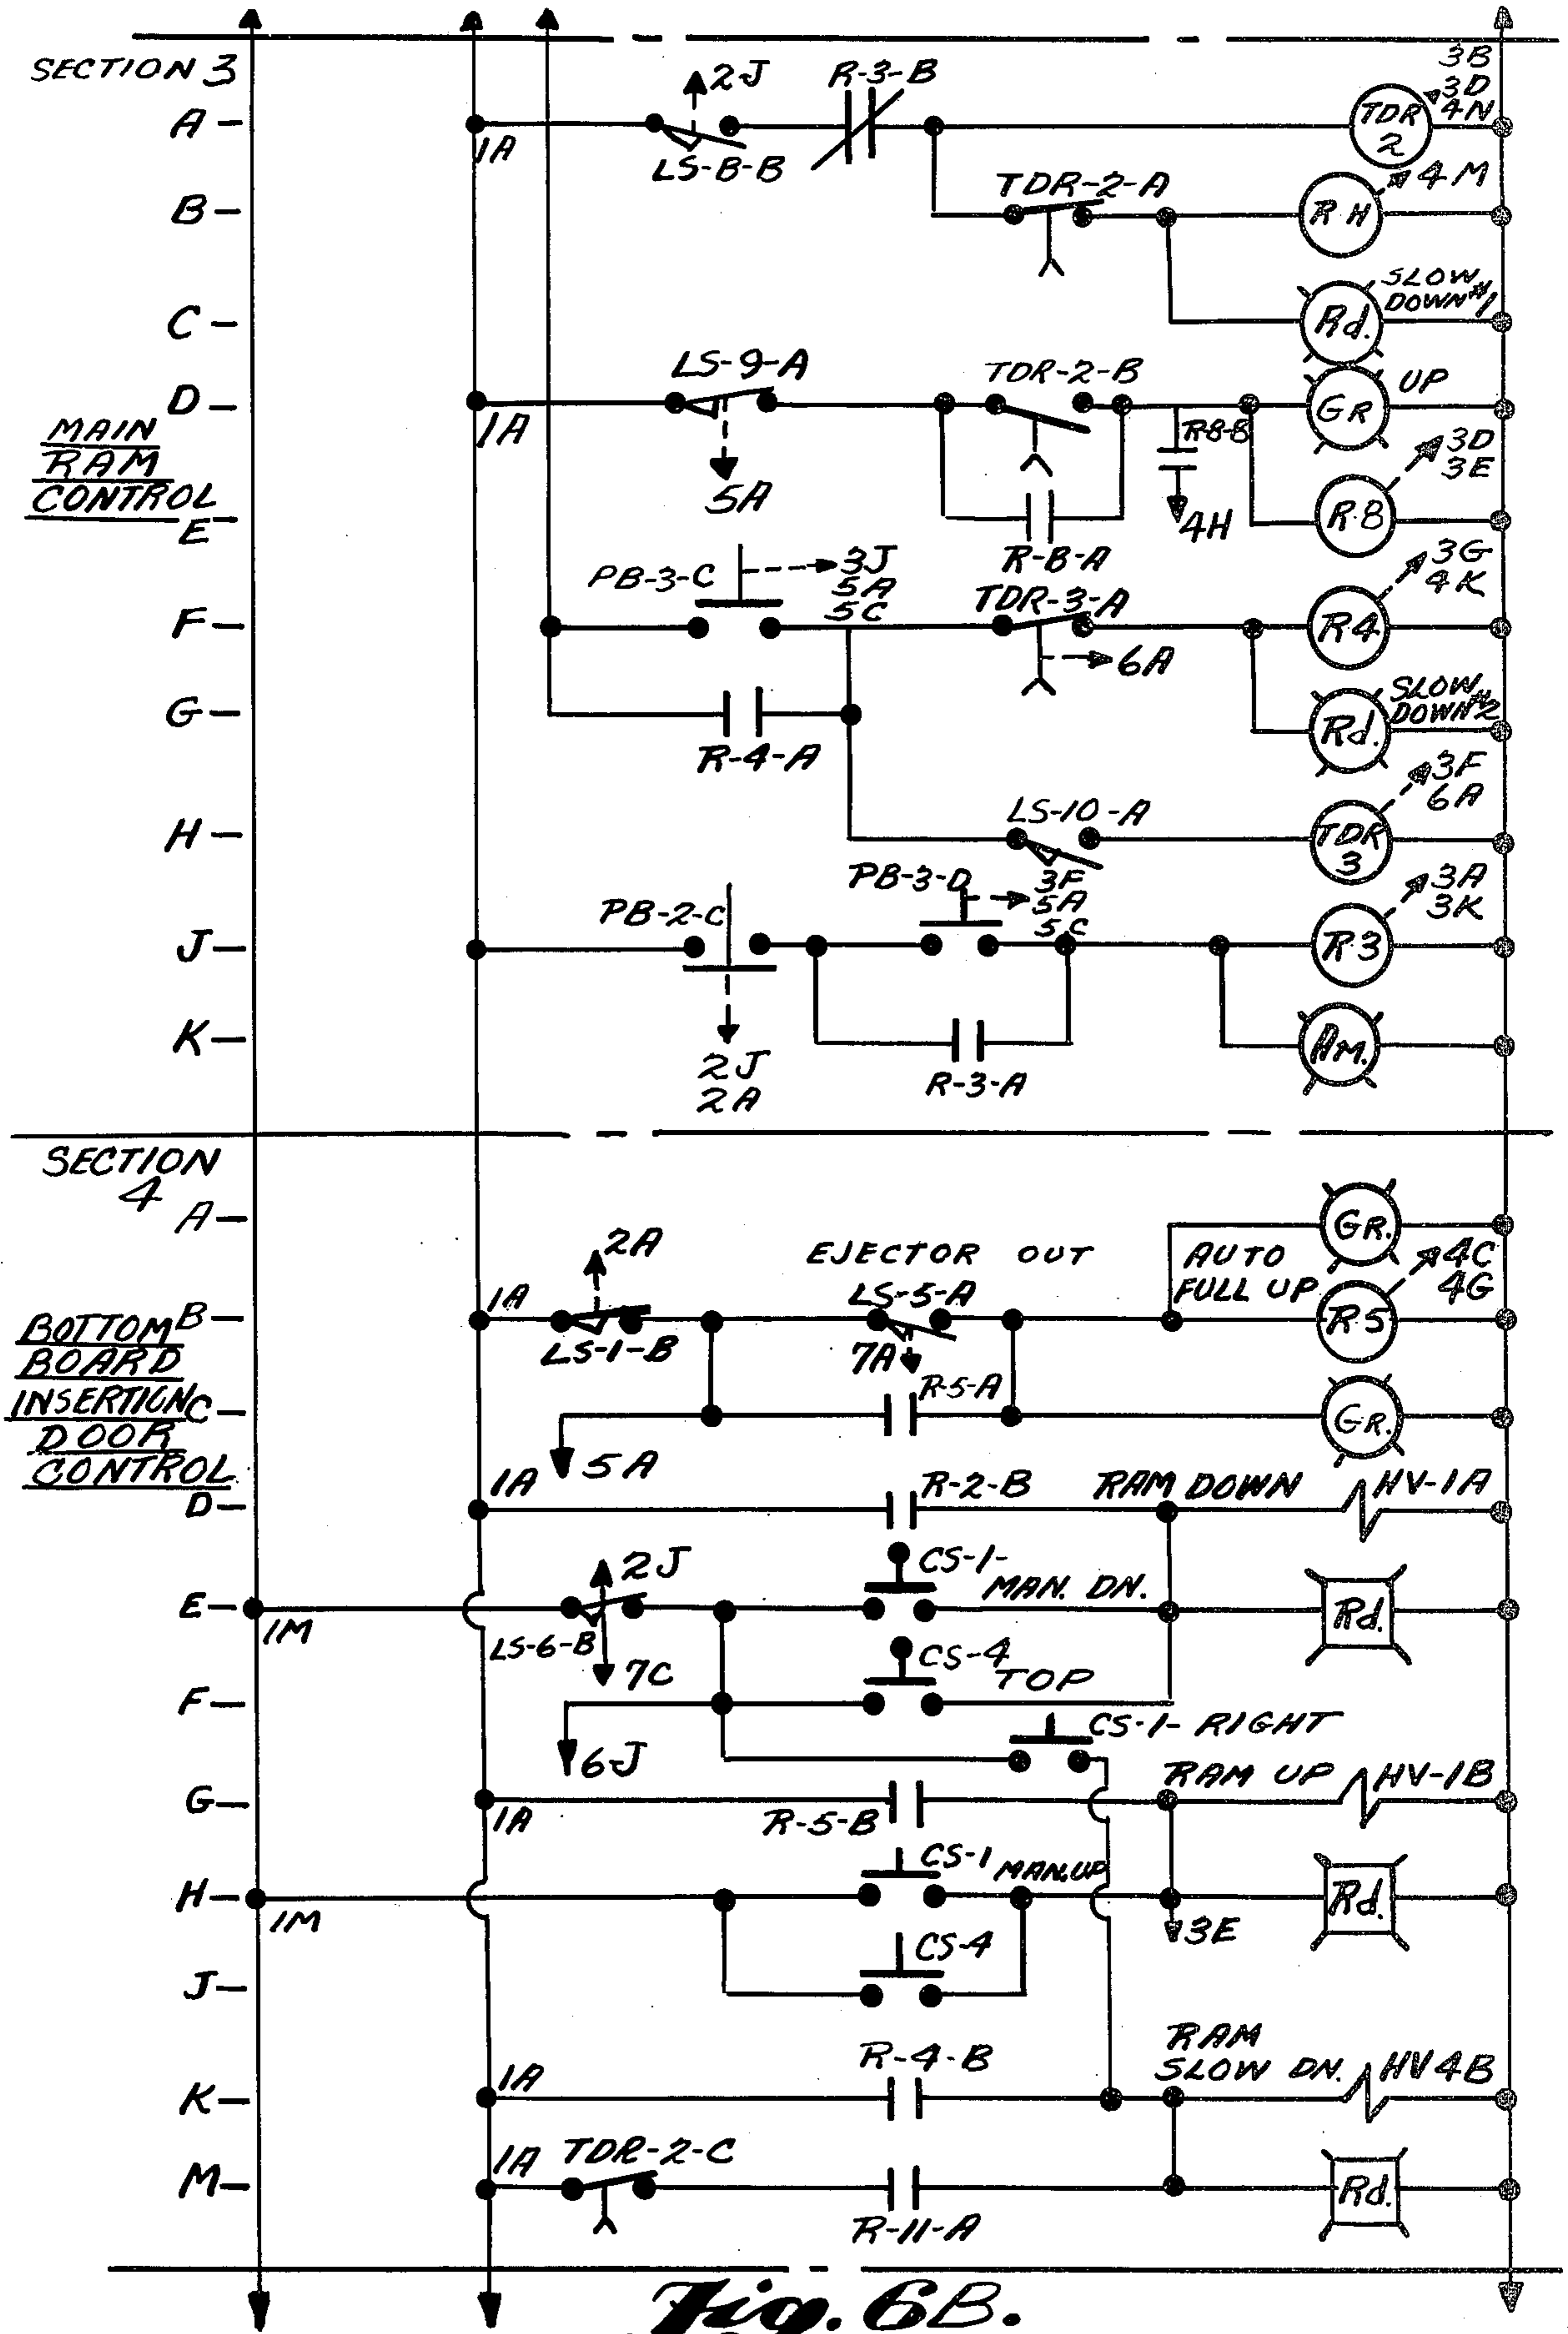 SECTION 3
3B
3D
4N
A -
1A
2-J
LS-8-B
R-3-B
TDR
2
B -
TDR-2-A
R H
4M
C -
Rd.
SLOW
DOWN #1
MAIN
RAM
CONTROL
D -
1A
LS-9-A
5A
TDR-2-B
R-8-B
4H
GR
UP
E -
R-8-A
R-8
3D
3E
F -
PB-3-C
3J
5A
5C
TDR-3-A
6A
R4
3G
4K
G -
R-4-A
Rd.
SLOW
DOWN #2
H -
LS-10-A
TDR
3
3F
6A
J -
PB-2-C
2J
2A
PB-3-D
3F
5A
5C
R3
3A
3K
K -
R-3-A
AM.
SECTION
4
A -
GR.
BOTTOM
BOARD
INSERTION
DOOR
CONTROL
B -
1A
2A
LS-1-B
EJECTOR OUT
LS-5-A
7A
AUTO
FULL UP
R5
4C
4G
C -
5A
R-5-A
GR.
D -
1A
R-2-B
RAM DOWN
HV-1A
E -
1M
2J
LS-6-B
7C
CS-1-
MAN. DN.
Rd.
F -
6J
CS-4
TOP
CS-1- RIGHT
G -
1A
R-5-B
RAM UP
HV-1B
H -
1M
CS-1 MAN.UP
3E
Rd.
J -
CS-4
K -
1A
R-4-B
RAM
SLOW DN.
HV4B
M -
1A
TDR-2-C
R-11-A
Rd.
Fig. 6B.